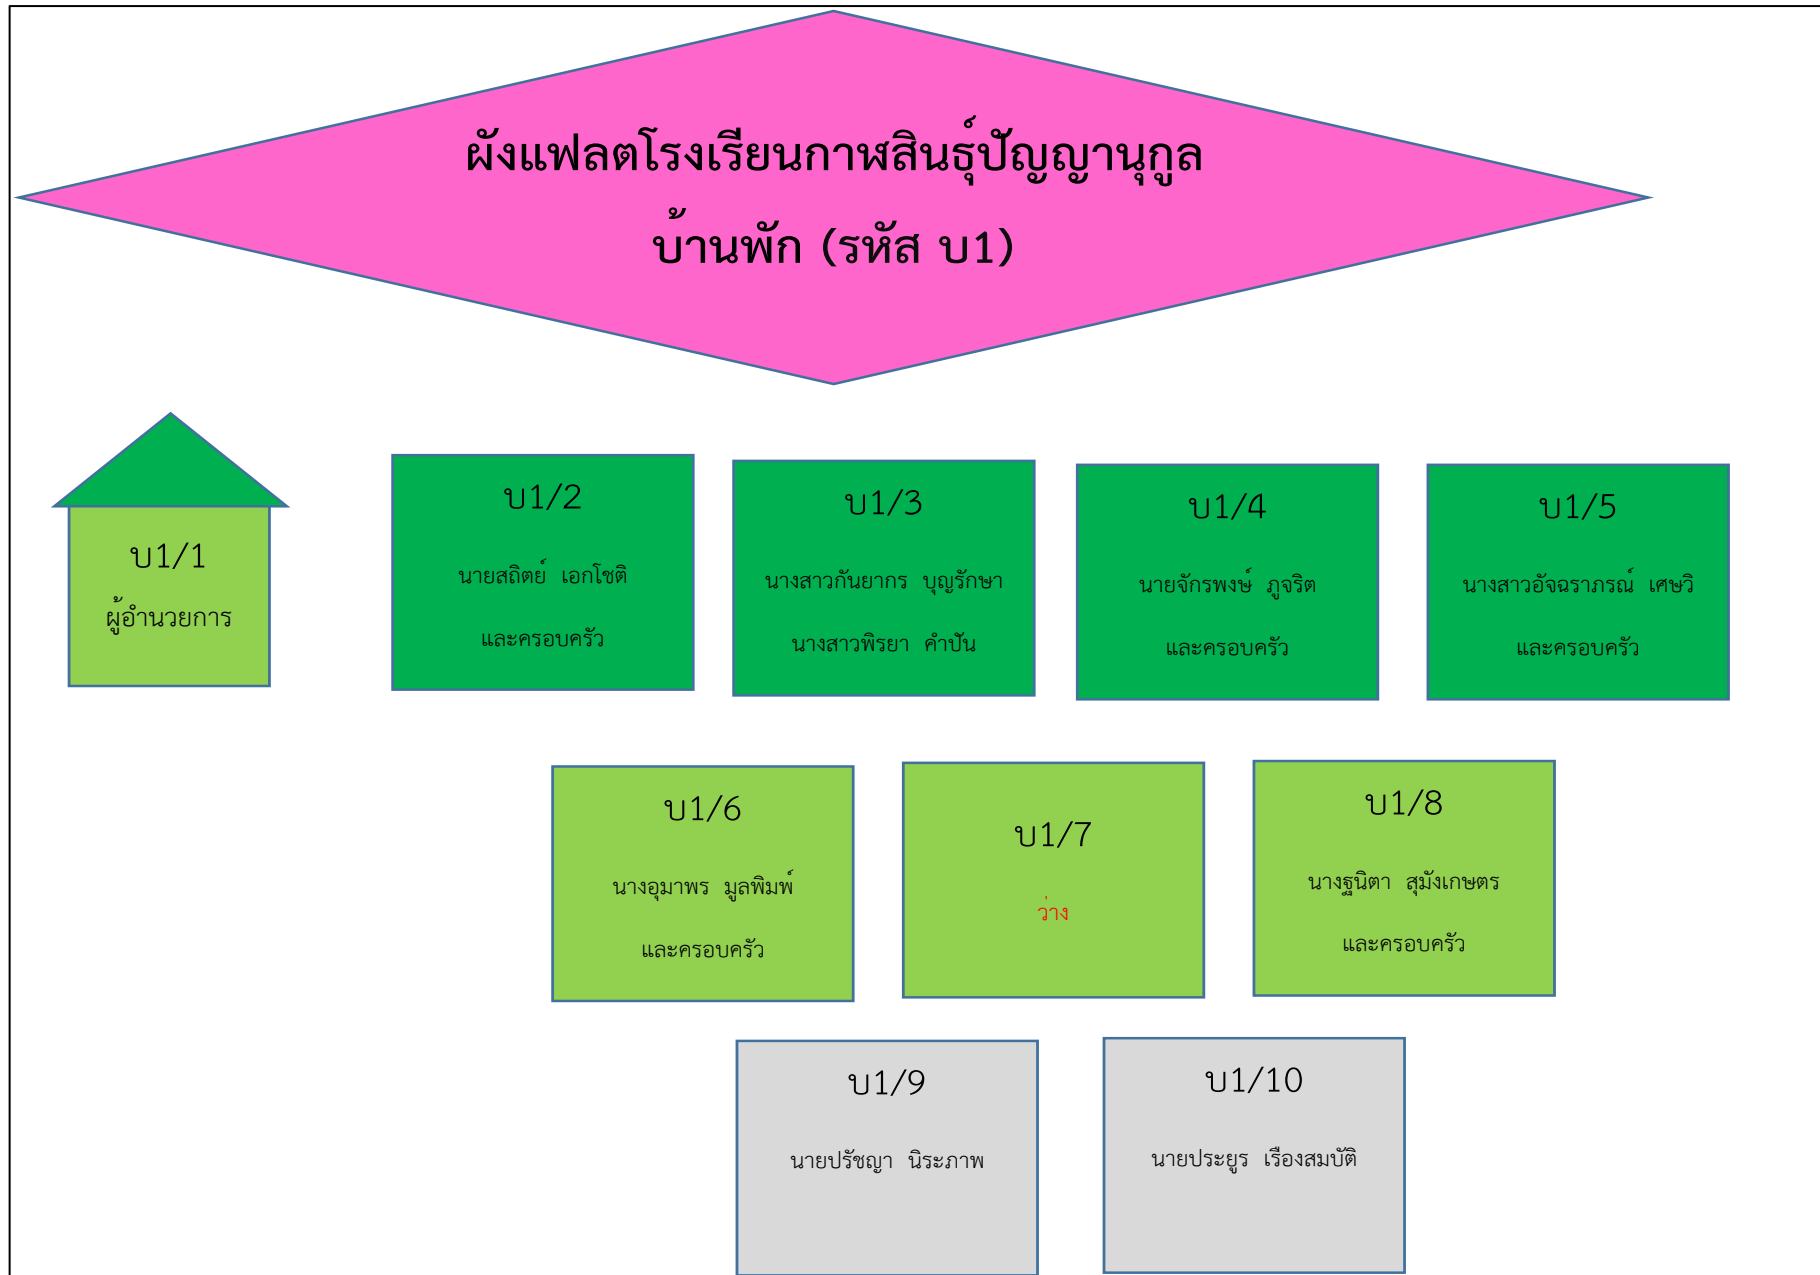 ผังแฟลตโรงเรียนกาฬสินธุ์ปัญญานุกูล
บ้านพัก (รหัส บ1)
บ1/1
ผู้อำนวยการ
บ1/2
นายสถิตย์ เอกโชติ
และครอบครัว
บ1/3
นางสาวกันยากร บุญรักษา
นางสาวพิรยา คำปัน
บ1/4
นายจักรพงษ์ ภูจริต
และครอบครัว
บ1/5
นางสาวอัจฉราภรณ์ เศษวิ
และครอบครัว
บ1/6
นางอุมาพร มูลพิมพ์
และครอบครัว
บ1/7
ว่าง
บ1/8
นางฐนิตา สุมังเกษตร
และครอบครัว
บ1/9
นายปรัชญา นิระภาพ
บ1/10
นายประยูร เรืองสมบัติ